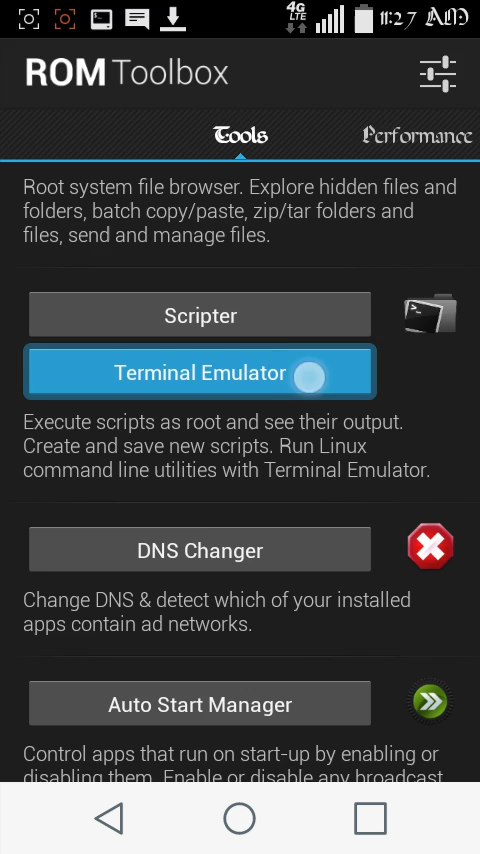 4G
LTE
11:27 AM
ROM Toolbox
Tools
Performance
Root system file browser. Explore hidden files and
folders, batch copy/paste, zip/tar folders and
files, send and manage files.
Scripter
Terminal Emulator
Execute scripts as root and see their output.
Create and save new scripts. Run Linux
command line utilities with Terminal Emulator.
DNS Changer
Change DNS & detect which of your installed
apps contain ad networks.
Auto Start Manager
Control apps that run on start-up by enabling or
disabling them. Enable or disable any broadcast